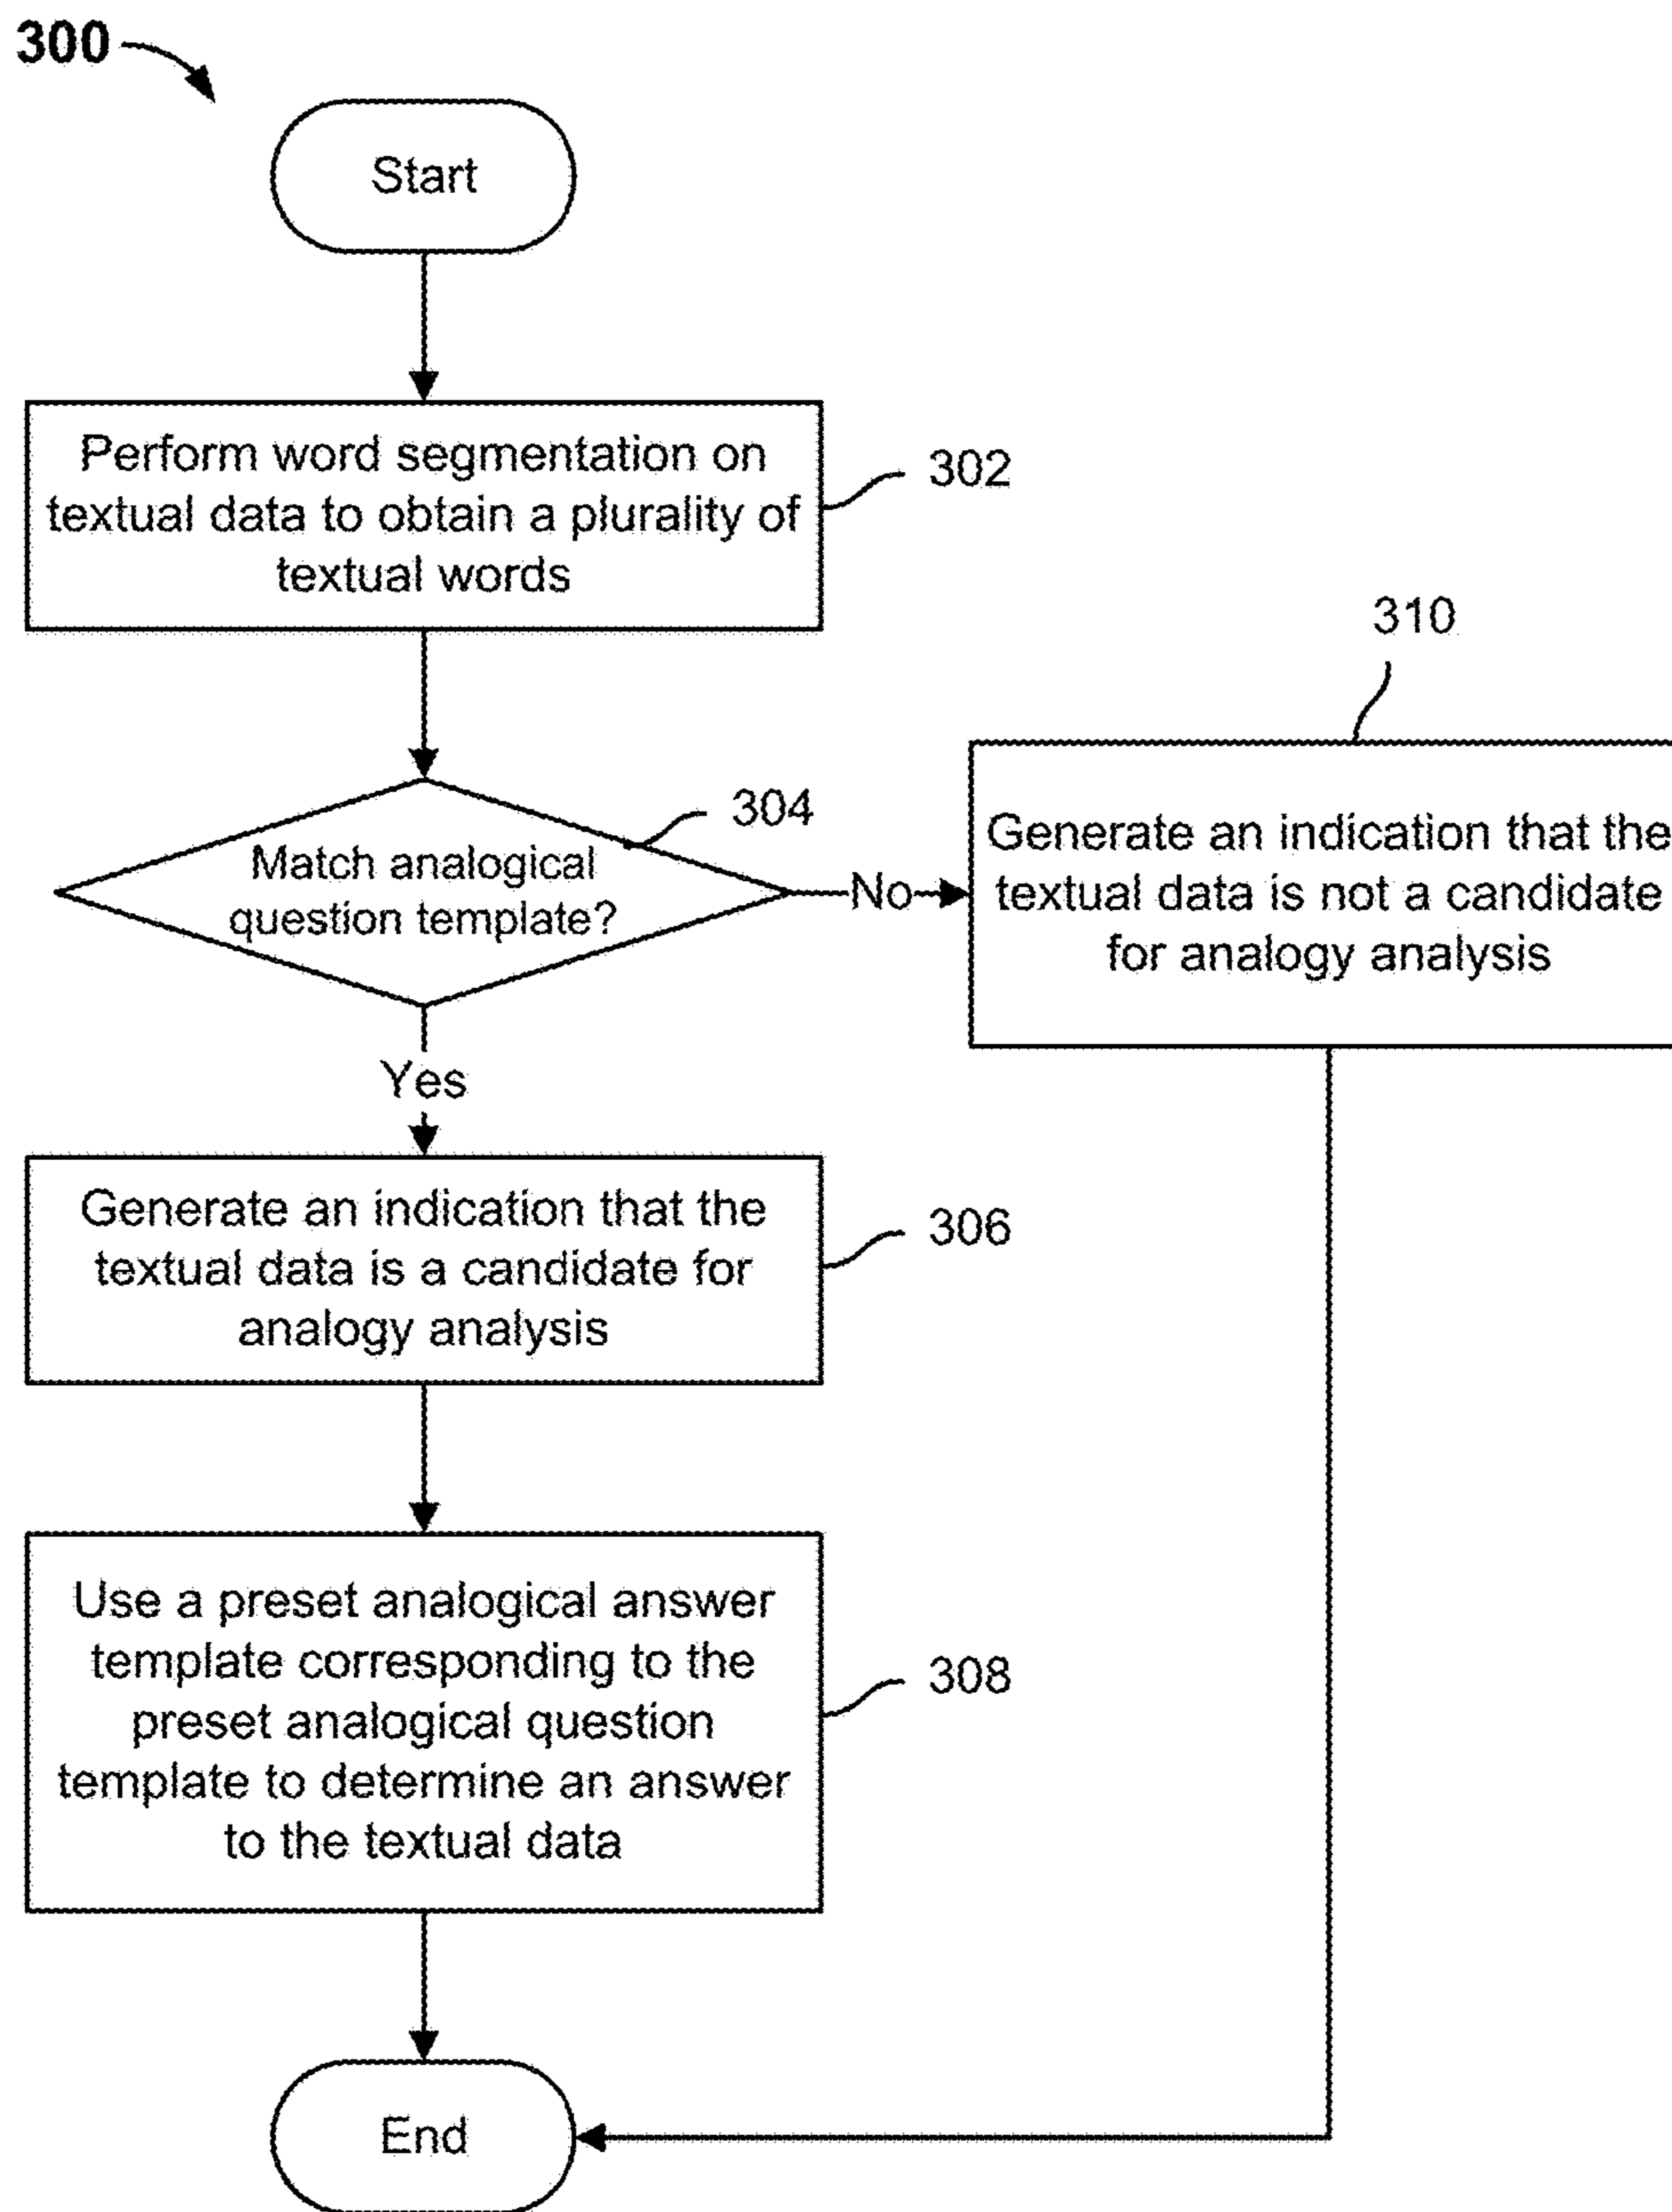 300
Start
Perform word segmentation on
textual data to obtain a plurality of
textual words
302
310
304
Match analogical
question template?
No
Generate an indication that the
textual data is not a candidate
for analogy analysis
Yes
Generate an indication that the
textual data is a candidate for
analogy analysis
306
Use a preset analogical answer
template corresponding to the
preset analogical question
template to determine an answer
to the textual data
308
End